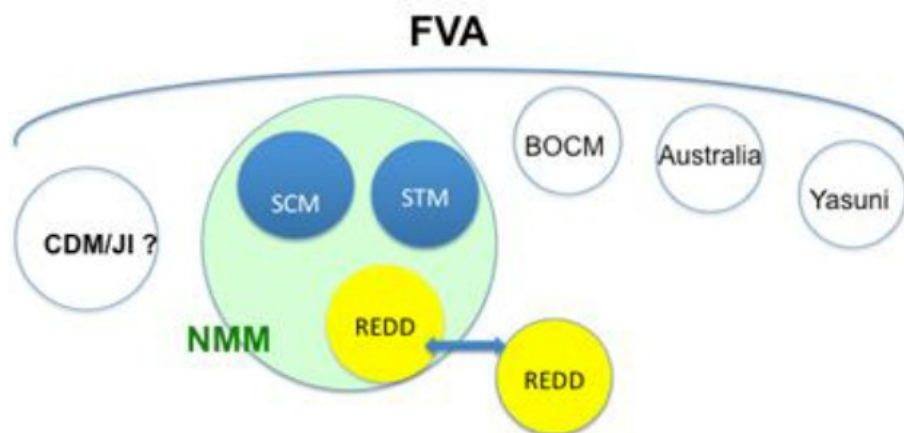 FVA
BOCM
Australia
SCM
STM
Yasuni
CDM/JI ?
REDD
NMM
REDD